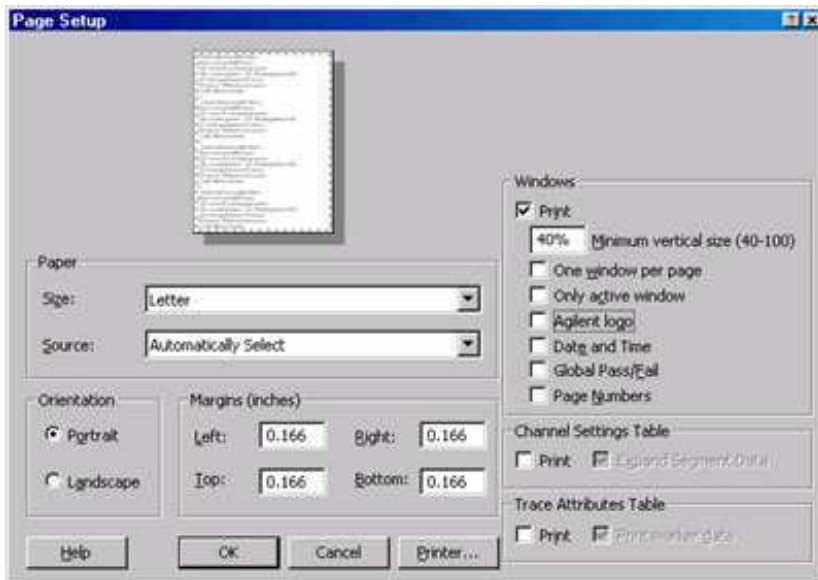 Page Setup
Paper
Size:
Letter
Source:
Automatically Select
Orientation
Portrait
Landscape
Margins (inches)
Left:
0.166
Right:
0.166
Top:
0.166
Bottom:
0.166
Windows
Print
40%
Minimum vertical size (40-100)
One window per page
Only active window
Agilent logo
Date and Time
Global Pass/Fail
Page Numbers
Channel Settings Table
Print
Expand Segment Data
Trace Attributes Table
Print
Print marker data
Help
OK
Cancel
Printer...